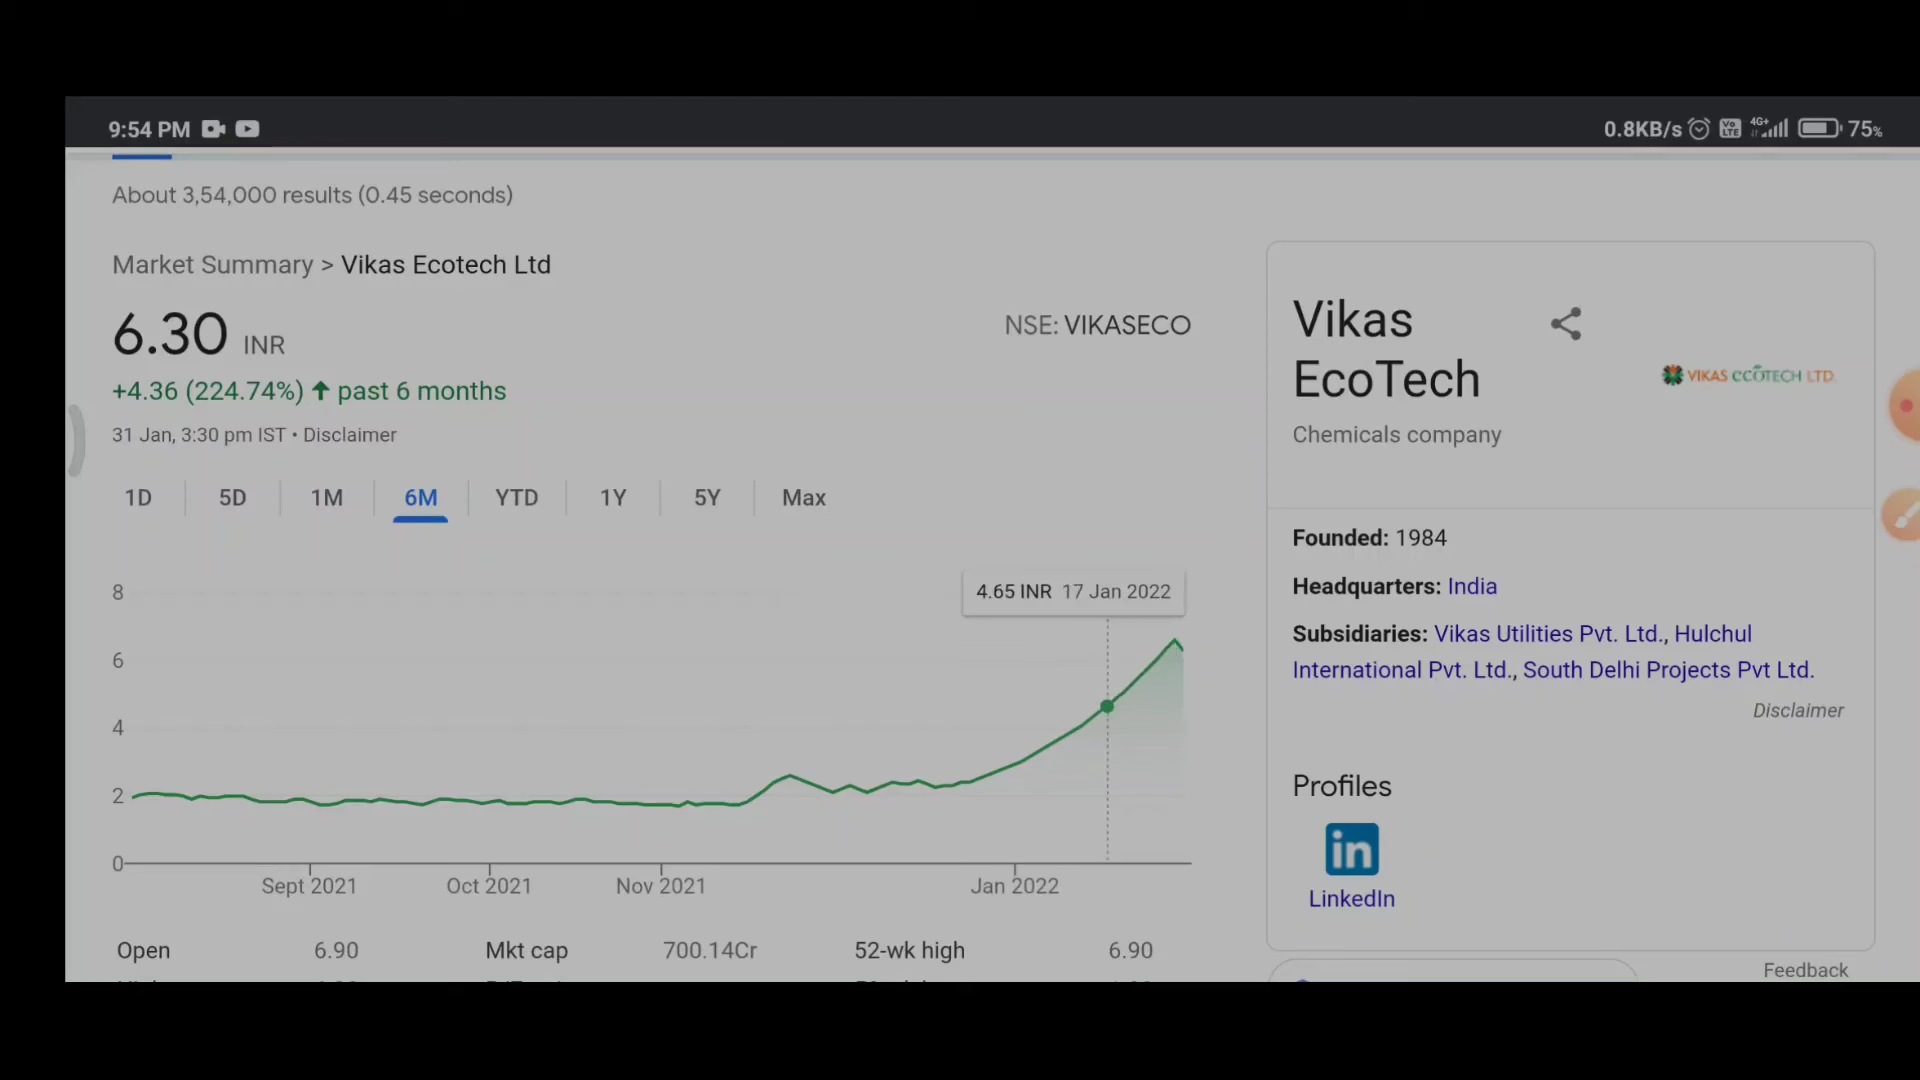 9:54 PM
0.8KB/s Vo LTE 4G+ 75%
About 3,54,000 results (0.45 seconds)
Market Summary > Vikas Ecotech Ltd
6.30 INR
NSE: VIKASECO
+4.36 (224.74%) ↑ past 6 months
31 Jan, 3:30 pm IST • Disclaimer
1D 5D 1M 6M YTD 1Y 5Y Max
4.65 INR 17 Jan 2022
8
6
4
2
0
Sept 2021 Oct 2021 Nov 2021 Jan 2022
Open 6.90 Mkt cap 700.14Cr 52-wk high 6.90
Vikas
EcoTech
VIKAS ECOTECH LTD.
Chemicals company
Founded: 1984
Headquarters: India
Subsidiaries: Vikas Utilities Pvt. Ltd., Hulchul
International Pvt. Ltd., South Delhi Projects Pvt Ltd.
Disclaimer
Profiles
in
LinkedIn
Feedback